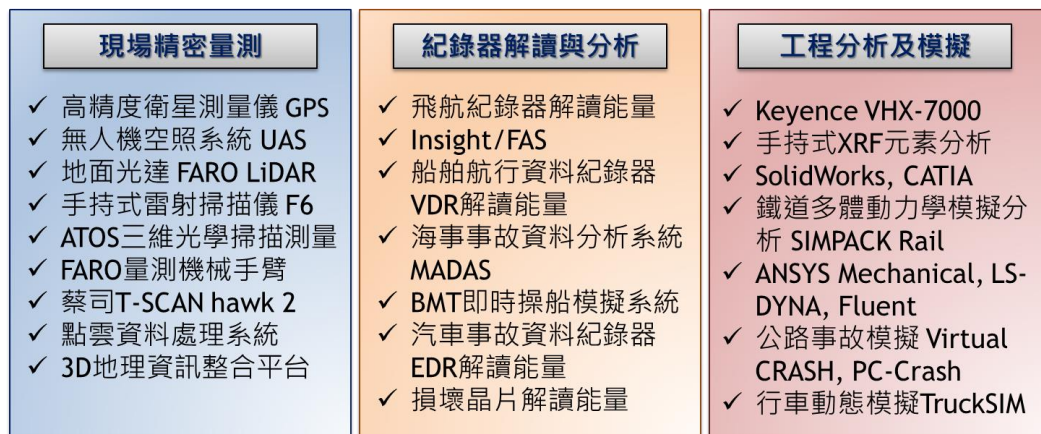 現場精密量測
✓ 高精度衛星測量儀 GPS
✓ 無人機空照系統 UAS
✓ 地面光達 FARO LiDAR
✓ 手持式雷射掃描儀 F6
✓ ATOS三維光學掃描測量
✓ FARO量測機械手臂
✓ 蔡司T-SCAN hawk 2
✓ 點雲資料處理系統
✓ 3D地理資訊整合平台
紀錄器解讀與分析
✓ 飛航紀錄器解讀能量
✓ Insight/FAS
✓ 船舶航行資料紀錄器
VDR解讀能量
✓ 海事事故資料分析系統
MADAS
✓ BMT即時操船模擬系統
✓ 汽車事故資料紀錄器
EDR解讀能量
✓ 損壞晶片解讀能量
工程分析及模擬
✓ Keyence VHX-7000
✓ 手持式XRF元素分析
✓ SolidWorks, CATIA
✓ 鐵道多體動力學模擬分
析 SIMPACK Rail
✓ ANSYS Mechanical, LS-
DYNA, Fluent
✓ 公路事故模擬 Virtual
CRASH, PC-Crash
✓ 行車動態模擬TruckSIM